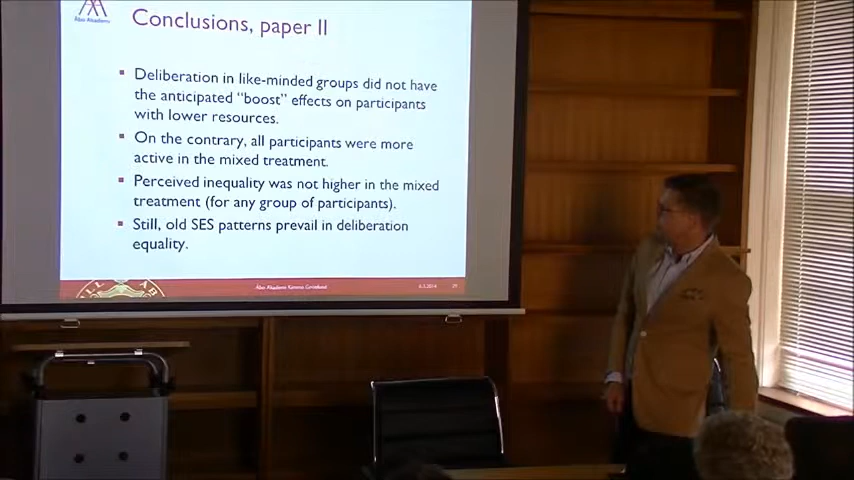 Åbo Akademi
Conclusions, paper II
Deliberation in like-minded groups did not have
the anticipated "boost" effects on participants
with lower resources.
On the contrary, all participants were more
active in the mixed treatment.
Perceived inequality was not higher in the mixed
treatment (for any group of participants).
Still, old SES patterns prevail in deliberation
equality.